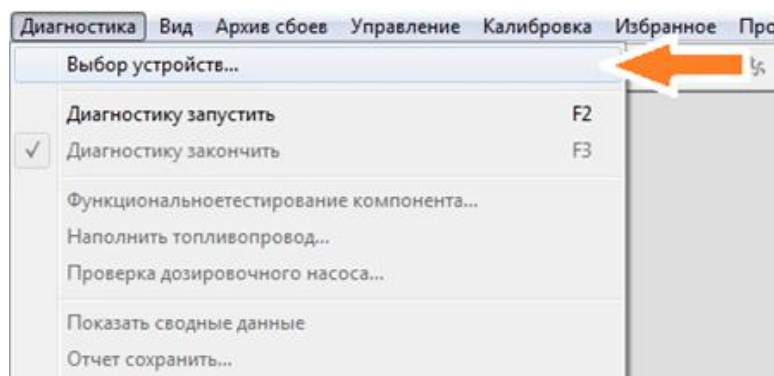 Диагностика Вид Архив сбоев Управление Калибровка Избранное
Выбор устройств...
Диагностику запустить F2
Диагностику закончить F3
Функциональноетестирование компонента...
Наполнить топливопровод...
Проверка дозировочного насоса...
Показать сводные данные
Отчет сохранить...